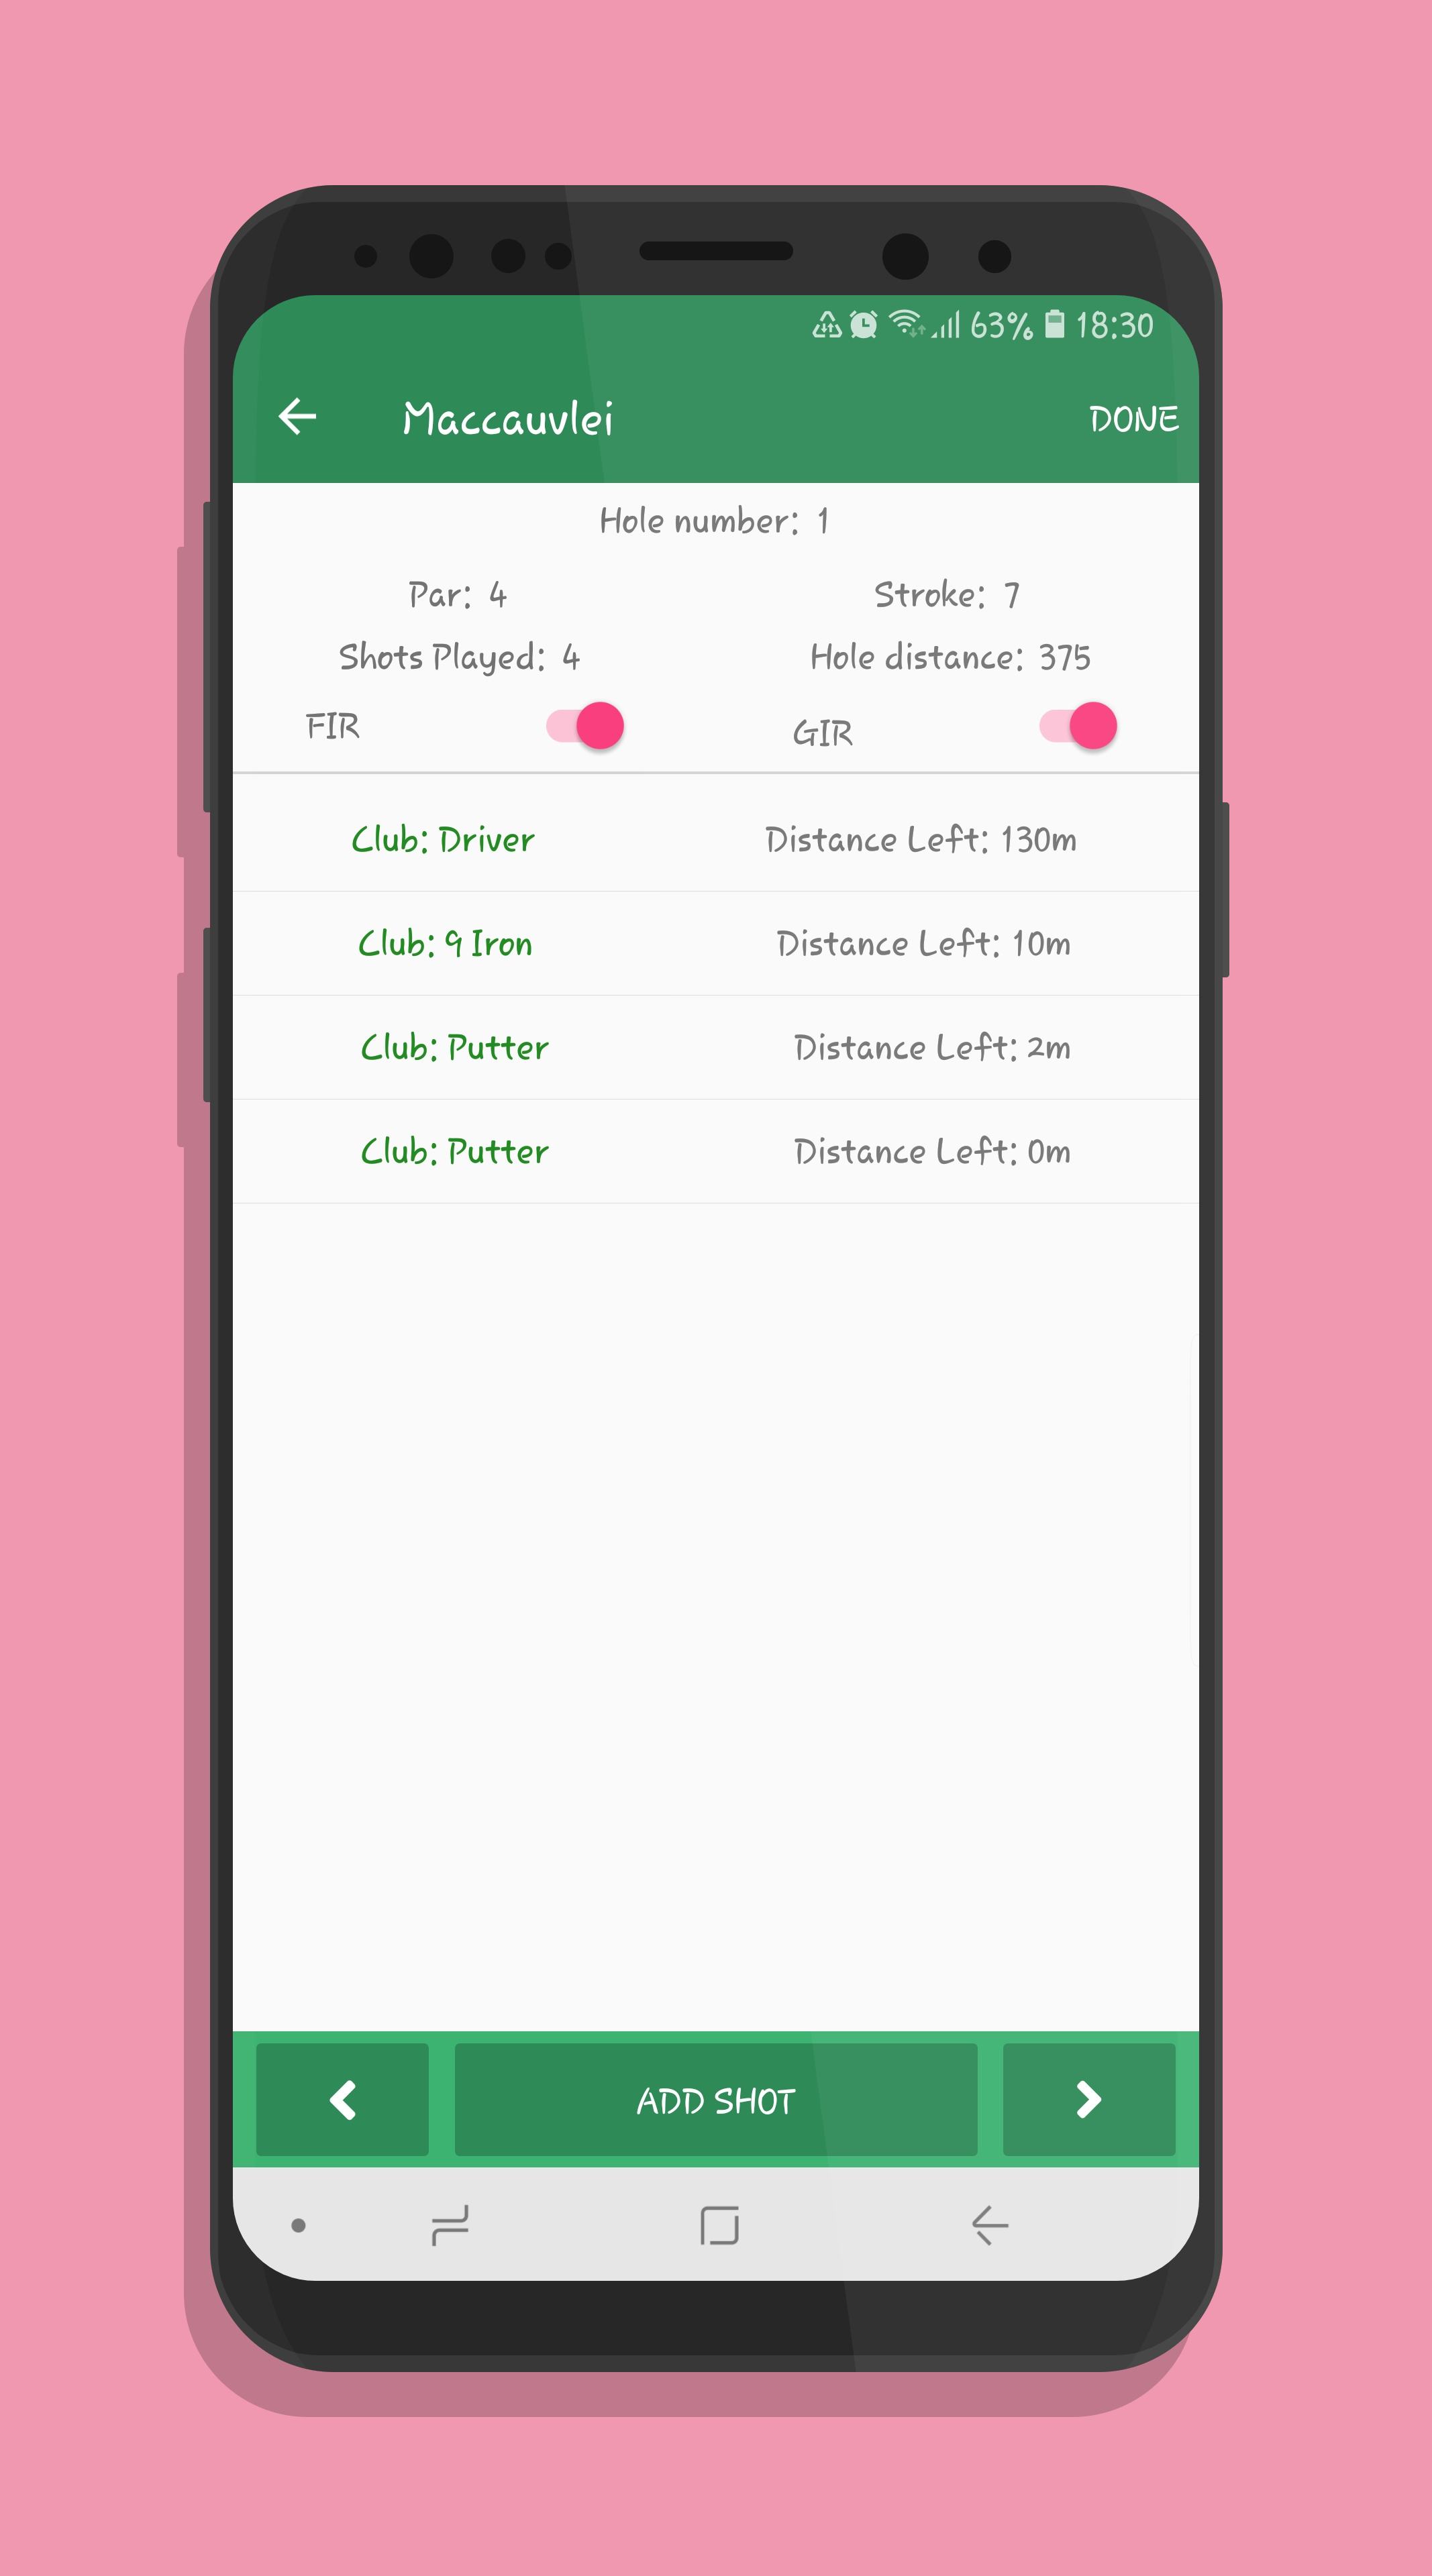 63% 18:30
Maccauvlei DONE
Hole number: 1
Par: 4 Stroke: 7
Shots Played: 4 Hole distance: 375
FIR GIR
Club: Driver Distance Left: 130m
Club: 9 Iron Distance Left: 10m
Club: Putter Distance Left: 2m
Club: Putter Distance Left: 0m
ADD SHOT